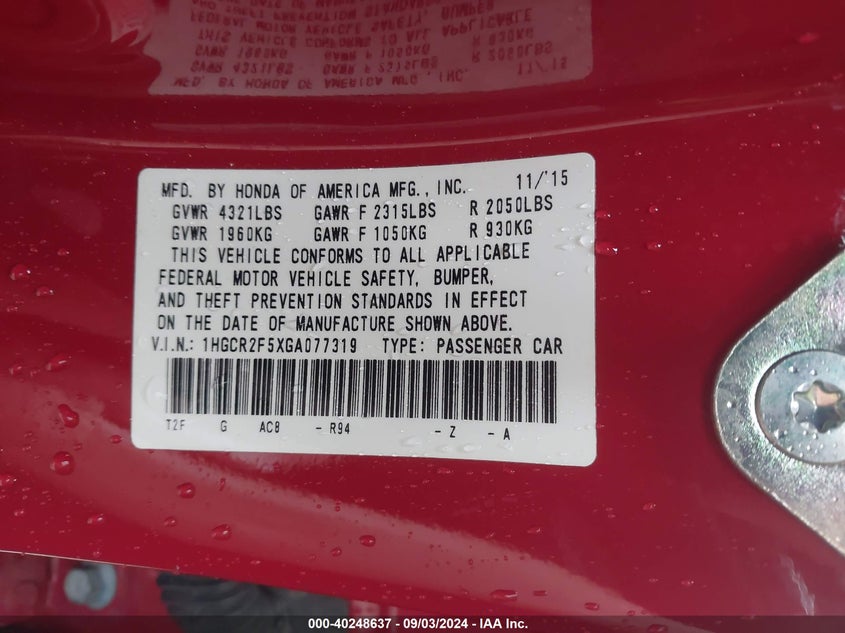 MFD. BY HONDA OF AMERICA MFG., INC. 11/'15
GVWR 4321LBS GAWR F 2315LBS R 2050LBS
GVWR 1960KG GAWR F 1050KG R 930KG
THIS VEHICLE CONFORMS TO ALL APPLICABLE
FEDERAL MOTOR VEHICLE SAFETY, BUMPER,
AND THEFT PREVENTION STANDARDS IN EFFECT
ON THE DATE OF MANUFACTURE SHOWN ABOVE.
V.I.N.: 1HGCR2F5XGA077319 TYPE: PASSENGER CAR
T2F G AC8 - R94 - Z - A
000-40248637 - 09/03/2024 - IAA Inc.